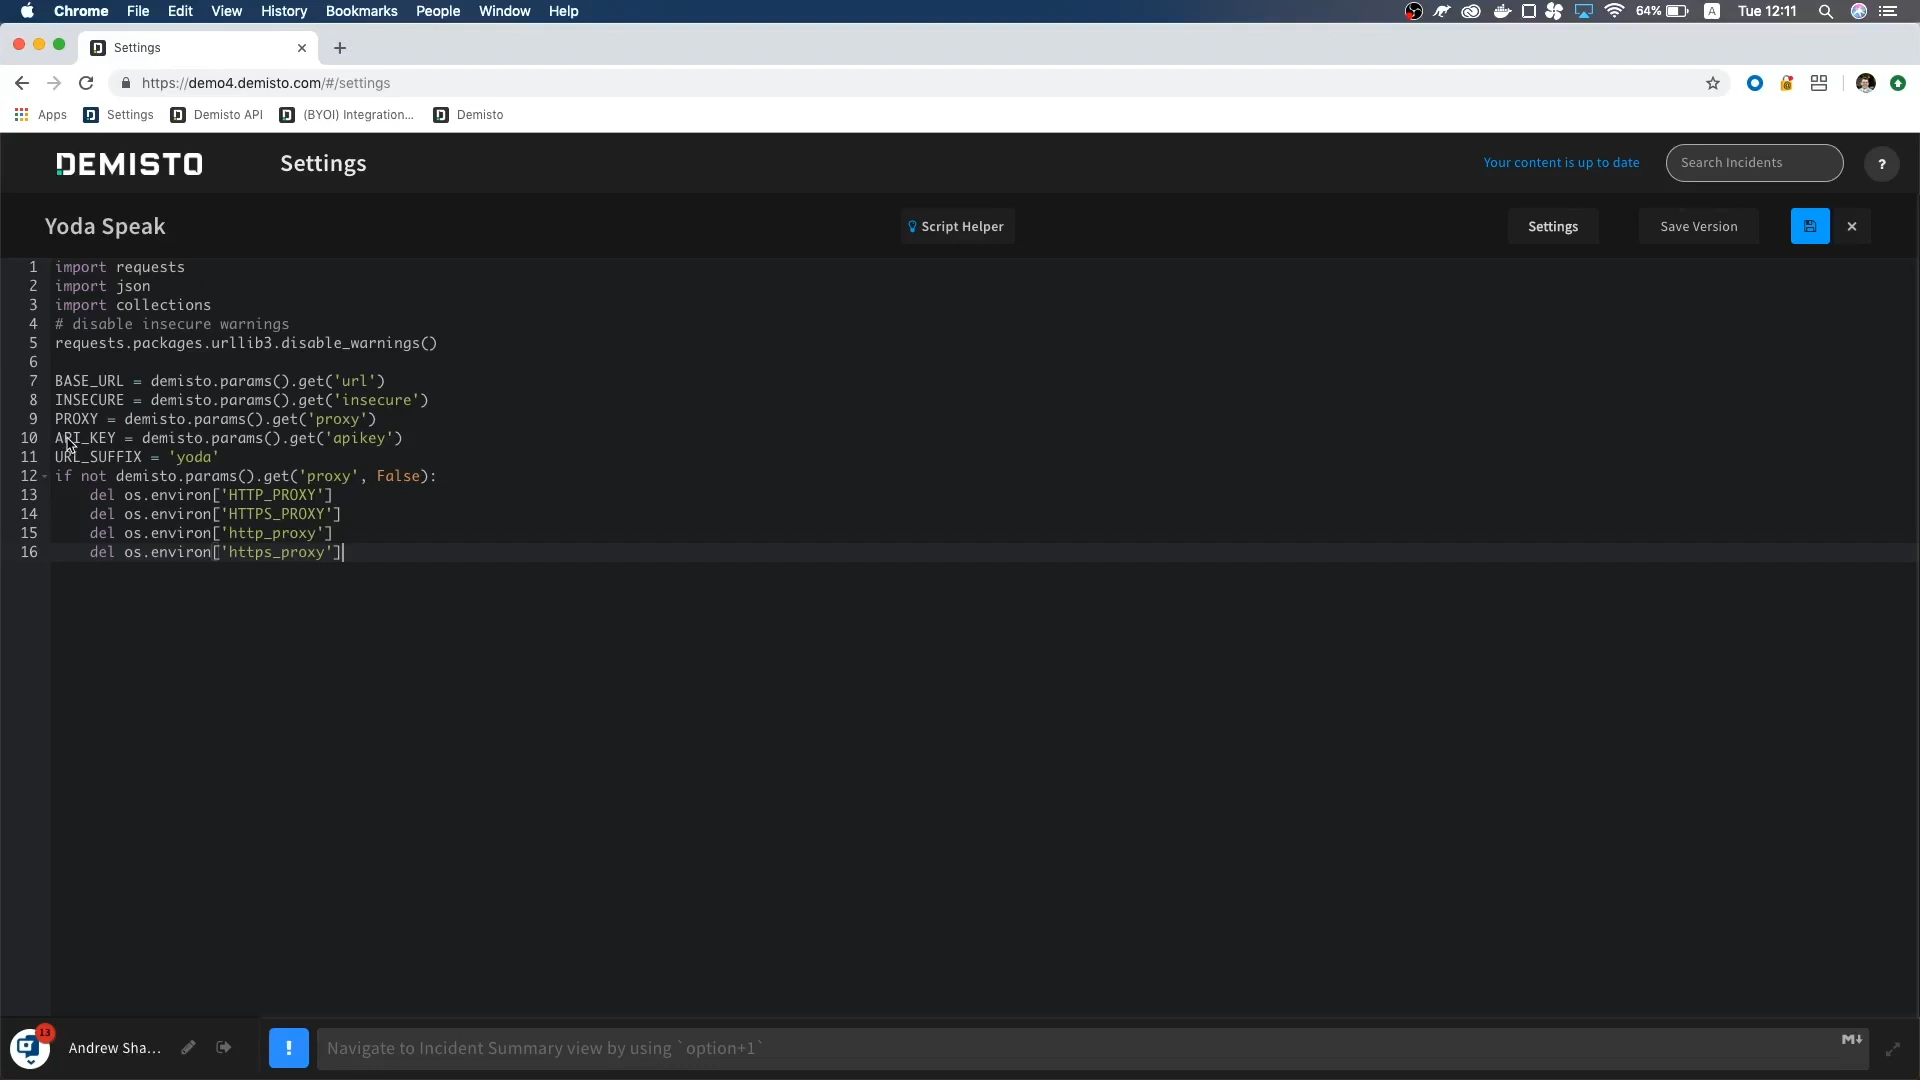 Chrome File Edit View History Bookmarks People Window Help 64% A Tue 12:11
Settings
https://demo4.demisto.com/#/settings
Apps Settings Demisto API (BYOI) Integration... Demisto
DEMISTO Settings Your content is up to date Search Incidents ?
Yoda Speak Script Helper Settings Save Version
1 import requests
2 import json
3 import collections
4 # disable insecure warnings
5 requests.packages.urllib3.disable_warnings()
6
7 BASE_URL = demisto.params().get('url')
8 INSECURE = demisto.params().get('insecure')
9 PROXY = demisto.params().get('proxy')
10 API_KEY = demisto.params().get('apikey')
11 URL_SUFFIX = 'yoda'
12 if not demisto.params().get('proxy', False):
13 del os.environ['HTTP_PROXY']
14 del os.environ['HTTPS_PROXY']
15 del os.environ['http_proxy']
16 del os.environ['https_proxy']
13 Andrew Sha... ! Navigate to Incident Summary view by using `option+1` M